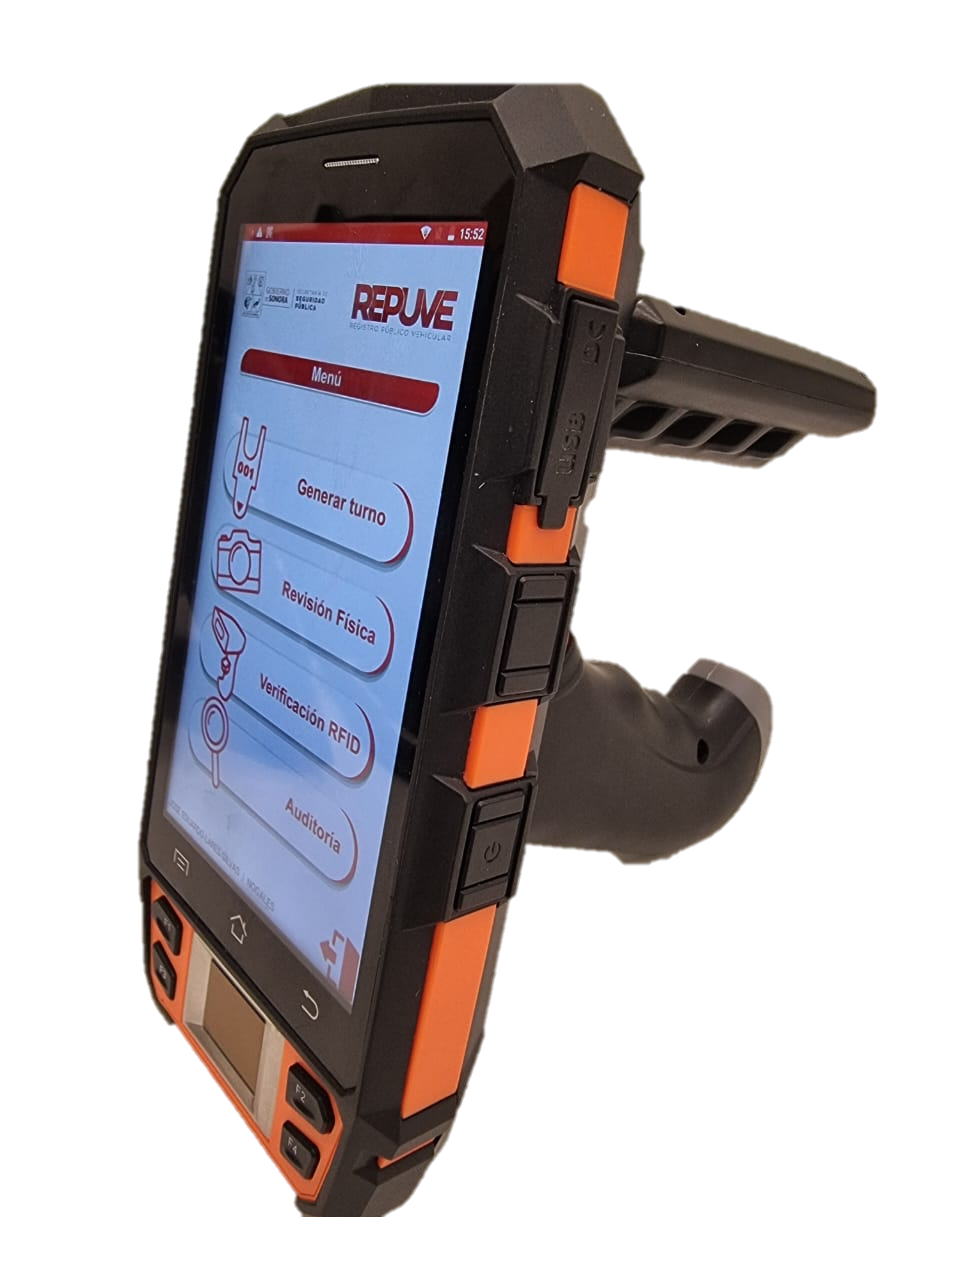 15:52
GOBIERNO
DE SONORA
SECRETARÍA DE
SEGURIDAD
PÚBLICA
REPUVE
REGISTRO PÚBLICO VEHICULAR
Menú
001
Generar turno
Revisión Física
Verificación RFID
Auditoría
NOGALES
DC
USB
F1
F3
F2
F4